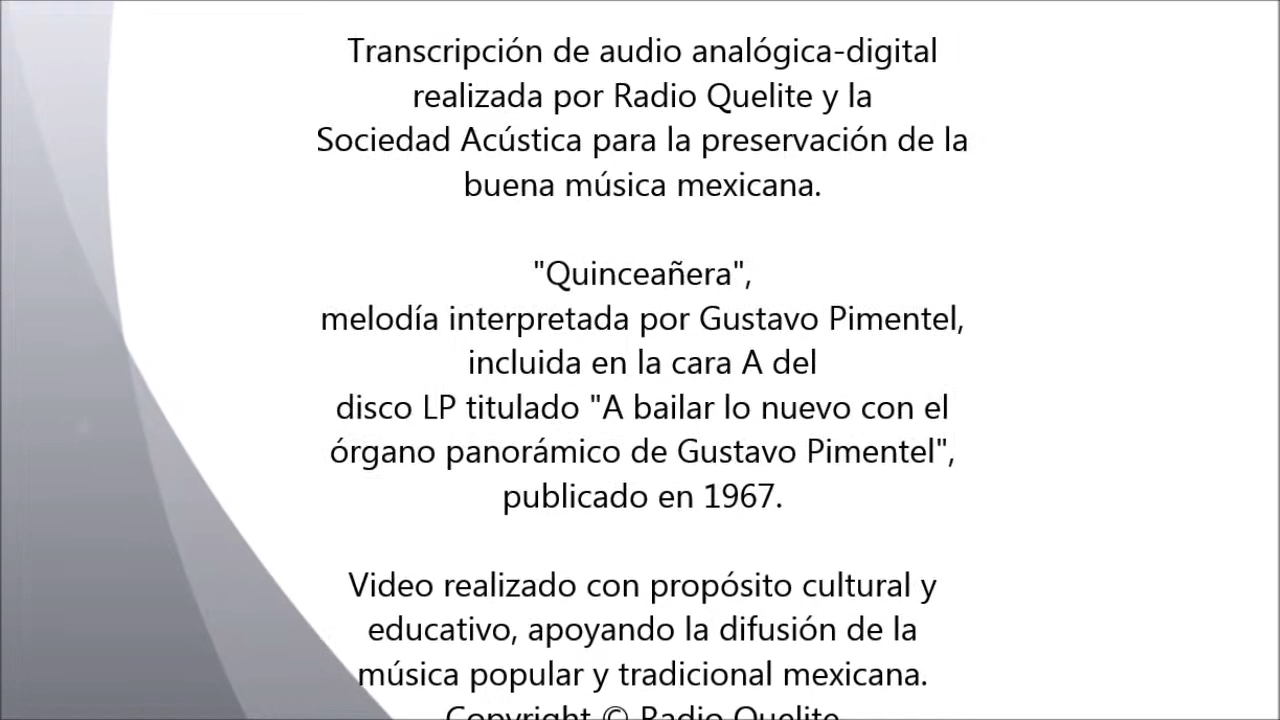 Transcripción de audio analógica-digital
realizada por Radio Quelite y la
Sociedad Acústica para la preservación de la
buena música mexicana.
"Quinceañera",
melodía interpretada por Gustavo Pimentel,
incluida en la cara A del
disco LP titulado "A bailar lo nuevo con el
órgano panorámico de Gustavo Pimentel",
publicado en 1967.
Video realizado con propósito cultural y
educativo, apoyando la difusión de la
música popular y tradicional mexicana.
Copyright © Radio Quelite